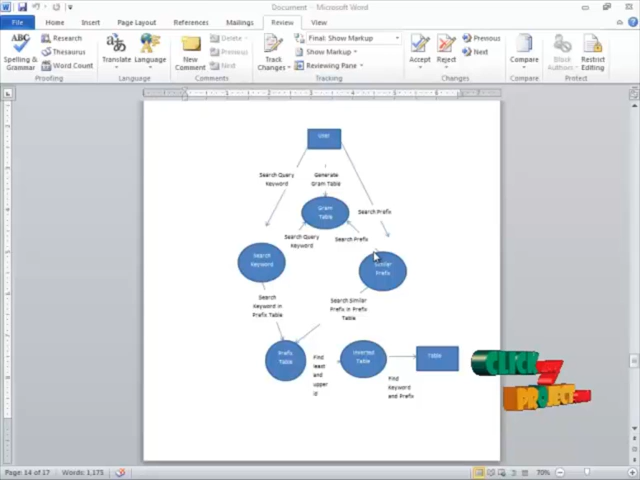 Document - Microsoft Word
File Home Insert Page Layout References Mailings Review View
ABC
Spelling & Grammar
Research
Thesaurus
Word Count
Proofing
Translate
Language
Language
New Comment
Delete
Previous
Next
Comments
Track Changes
Final: Show Markup
Show Markup
Reviewing Pane
Tracking
Accept
Reject
Previous
Next
Changes
Compare
Compare
Block Authors
Restrict Editing
Protect
User
Search Query
Keyword
Generate
Gram Table
Search Prefix
Gram
Table
Search Query
Keyword
Search Prefix
Search
Keyword
Similar
Prefix
Search
Keyword in
Prefix Table
Search Similar
Prefix in Prefix
Table
Prefix
Table
Find
least
and
upper
id
Inverted
Table
Table
Find
Keyword
and Prefix
CLICK
MY
PROJECT
Page: 14 of 17 Words: 1,175
70%